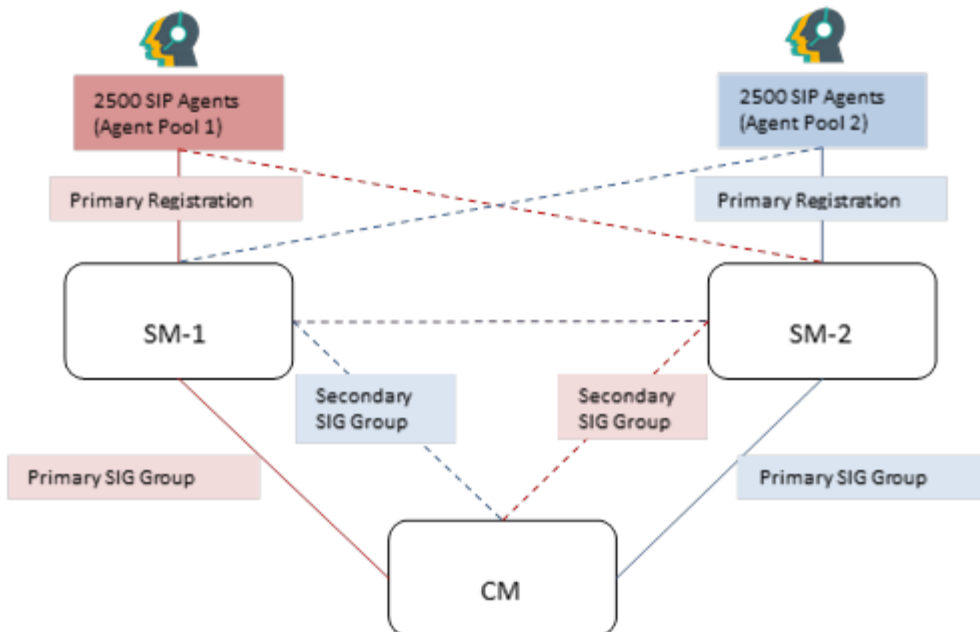 2500 SIP Agents
(Agent Pool 1)
2500 SIP Agents
(Agent Pool 2)
Primary Registration
Primary Registration
SM-1
SM-2
Secondary
SIG Group
Secondary
SIG Group
Primary SIG Group
Primary SIG Group
CM